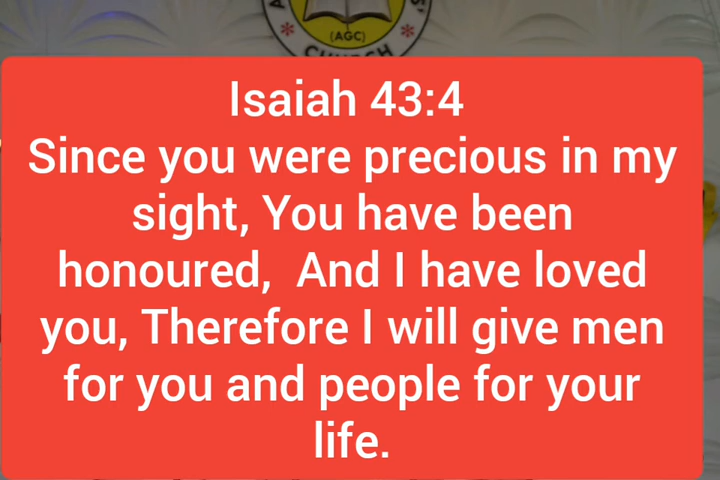 (AGC)
CHURCH
Isaiah 43:4
Since you were precious in my
sight, You have been
honoured,  And I have loved
you, Therefore I will give men
for you and people for your
life.